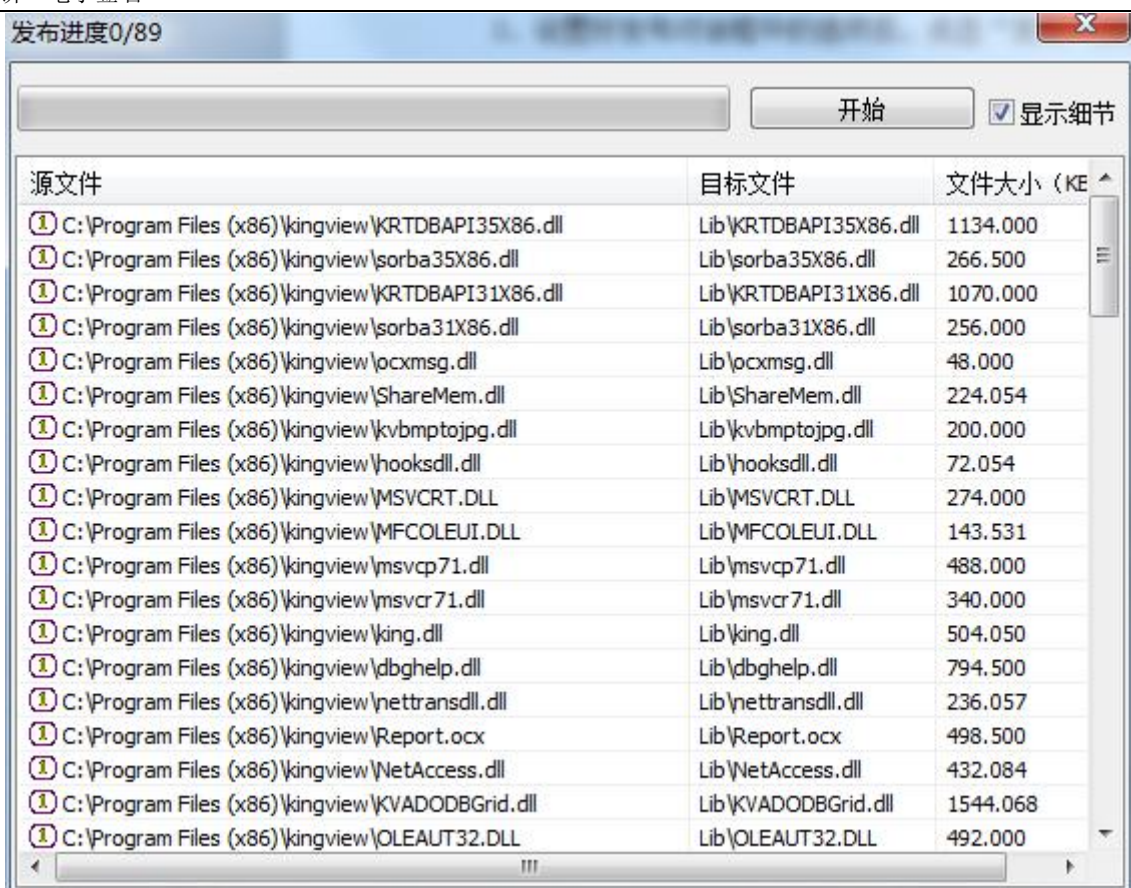 发布进度0/89
开始
显示细节
源文件 目标文件 文件大小（KB
C:\Program Files (x86)\kingview\KRTDBAPI35X86.dll Lib\KRTDBAPI35X86.dll 1134.000
C:\Program Files (x86)\kingview\sorba35X86.dll Lib\sorba35X86.dll 266.500
C:\Program Files (x86)\kingview\KRTDBAPI31X86.dll Lib\KRTDBAPI31X86.dll 1070.000
C:\Program Files (x86)\kingview\sorba31X86.dll Lib\sorba31X86.dll 256.000
C:\Program Files (x86)\kingview\ocxmsg.dll Lib\ocxmsg.dll 48.000
C:\Program Files (x86)\kingview\ShareMem.dll Lib\ShareMem.dll 224.054
C:\Program Files (x86)\kingview\kvbmptojpg.dll Lib\kvbmptojpg.dll 200.000
C:\Program Files (x86)\kingview\hooksdll.dll Lib\hooksdll.dll 72.054
C:\Program Files (x86)\kingview\MSVCRT.DLL Lib\MSVCRT.DLL 274.000
C:\Program Files (x86)\kingview\MFCOLEUI.DLL Lib\MFCOLEUI.DLL 143.531
C:\Program Files (x86)\kingview\msvcp71.dll Lib\msvcp71.dll 488.000
C:\Program Files (x86)\kingview\msvcr71.dll Lib\msvcr71.dll 340.000
C:\Program Files (x86)\kingview\king.dll Lib\king.dll 504.050
C:\Program Files (x86)\kingview\dbghelp.dll Lib\dbghelp.dll 794.500
C:\Program Files (x86)\kingview\nettransdll.dll Lib\nettransdll.dll 236.057
C:\Program Files (x86)\kingview\Report.ocx Lib\Report.ocx 498.500
C:\Program Files (x86)\kingview\NetAccess.dll Lib\NetAccess.dll 432.084
C:\Program Files (x86)\kingview\KVADODBGrid.dll Lib\KVADODBGrid.dll 1544.068
C:\Program Files (x86)\kingview\OLEAUT32.DLL Lib\OLEAUT32.DLL 492.000